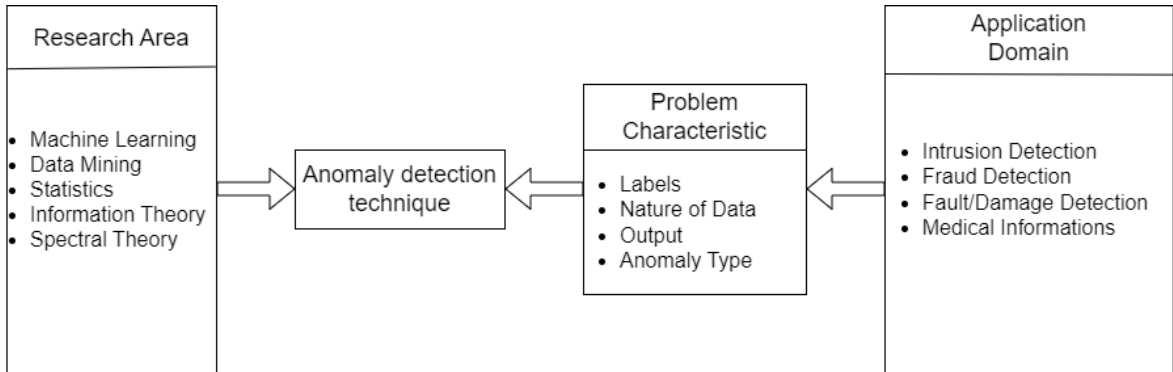 Research Area
• Machine Learning
• Data Mining
• Statistics
• Information Theory
• Spectral Theory
Anomaly detection
technique
Problem
Characteristic
• Labels
• Nature of Data
• Output
• Anomaly Type
Application
Domain
• Intrusion Detection
• Fraud Detection
• Fault/Damage Detection
• Medical Informations